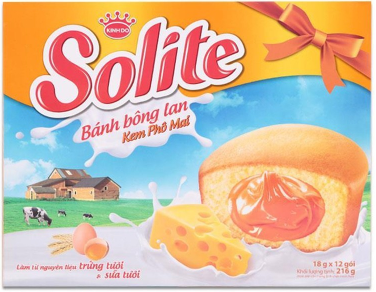 KINH DO
Solite
Bánh bông lan
Kem Phô Mai
Làm từ nguyên liệu trứng tươi
& sữa tươi
18 g x 12 gói
Khối lượng tịnh: 216 g